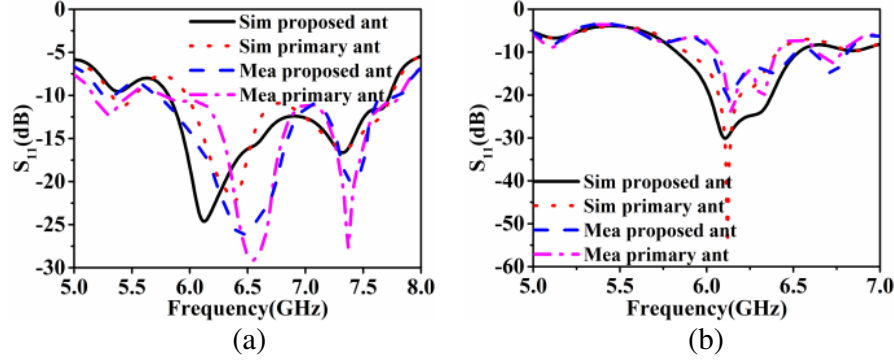 0
-5
-10
-15
-20
-25
-30
S11(dB)
Sim proposed ant
Sim primary ant
Mea proposed ant
Mea primary ant
5.0 5.5 6.0 6.5 7.0 7.5 8.0
Frequency(GHz)
(a)
0
-10
-20
-30
-40
-50
-60
S11(dB)
Sim proposed ant
Sim primary ant
Mea proposed ant
Mea primary ant
5.0 5.5 6.0 6.5 7.0
Frequency(GHz)
(b)